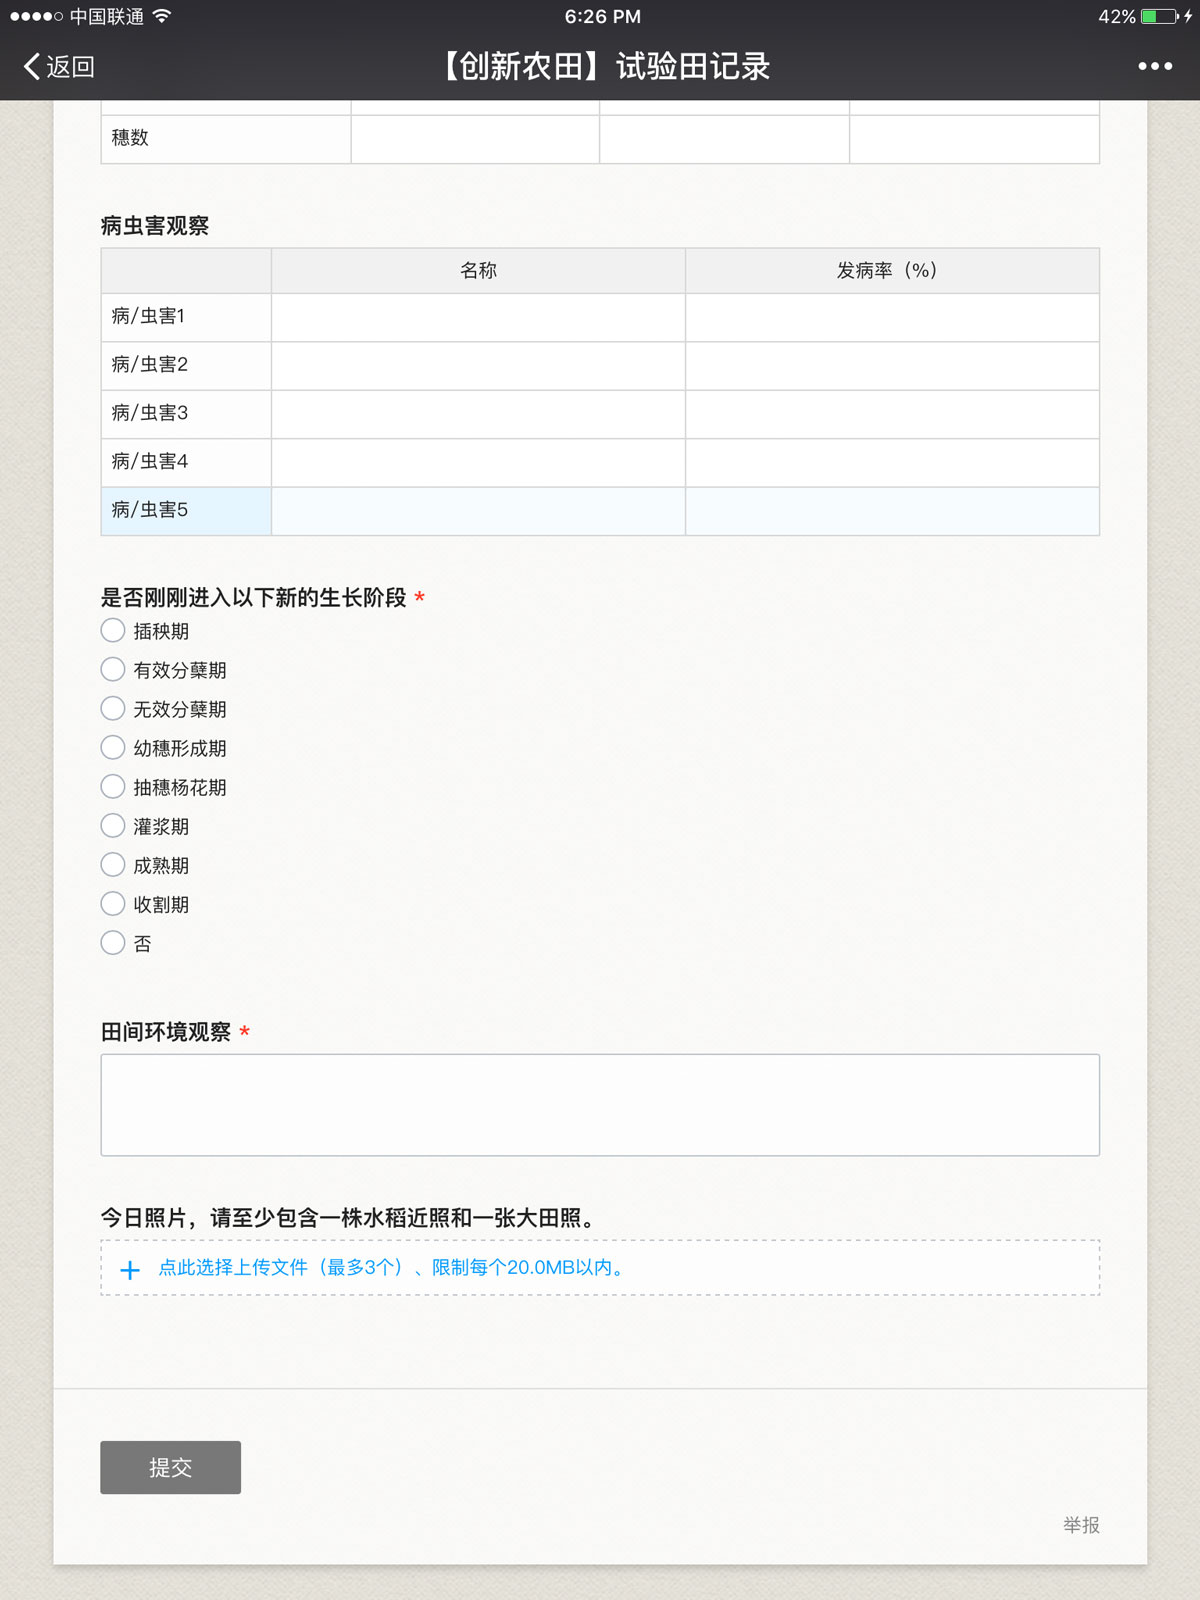 中国联通 6:26 PM 42%
返回 【创新农田】试验田记录
穗数
病虫害观察
名称 发病率（%）
病/虫害1
病/虫害2
病/虫害3
病/虫害4
病/虫害5
是否刚刚进入以下新的生长阶段 *
插秧期
有效分蘖期
无效分蘖期
幼穗形成期
抽穗杨花期
灌浆期
成熟期
收割期
否
田间环境观察 *
今日照片，请至少包含一株水稻近照和一张大田照。
+ 点此选择上传文件（最多3个）、限制每个20.0MB以内。
提交
举报